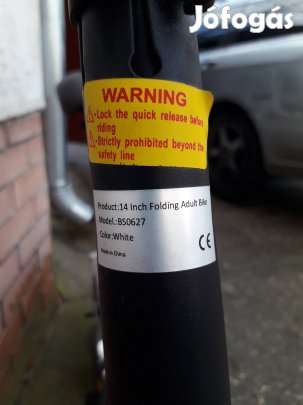 Jófogás
WARNING
Lock the quick release before
riding
Strictly prohibited beyond the
safety line
Product:14 Inch Folding Adult Bike
Model.:BS0627
Color:White
Made in China
CE